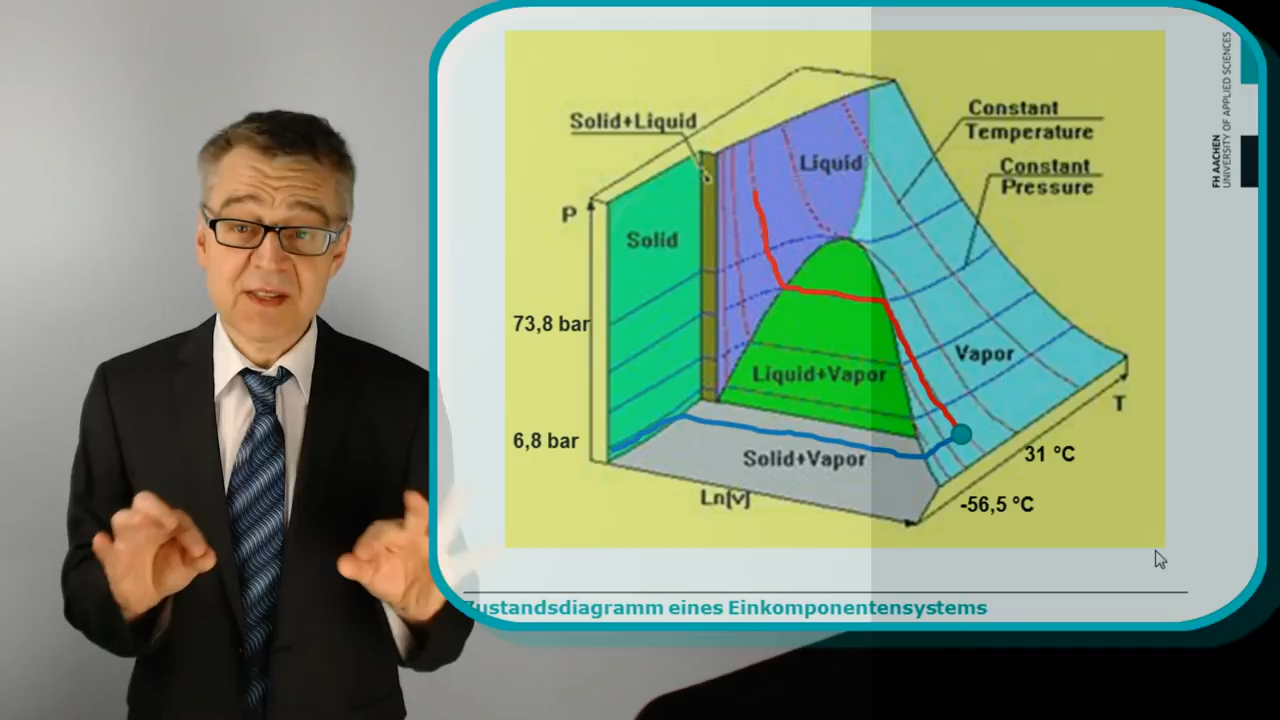 Solid+Liquid
Constant
Temperature
Constant
Pressure
Liquid
P
Solid
73,8 bar
Vapor
Liquid+Vapor
T
6,8 bar
Solid+Vapor
31 °C
Ln(v)
-56,5 °C
FH AACHEN
UNIVERSITY OF APPLIED SCIENCES
Zustandsdiagramm eines Einkomponentensystems